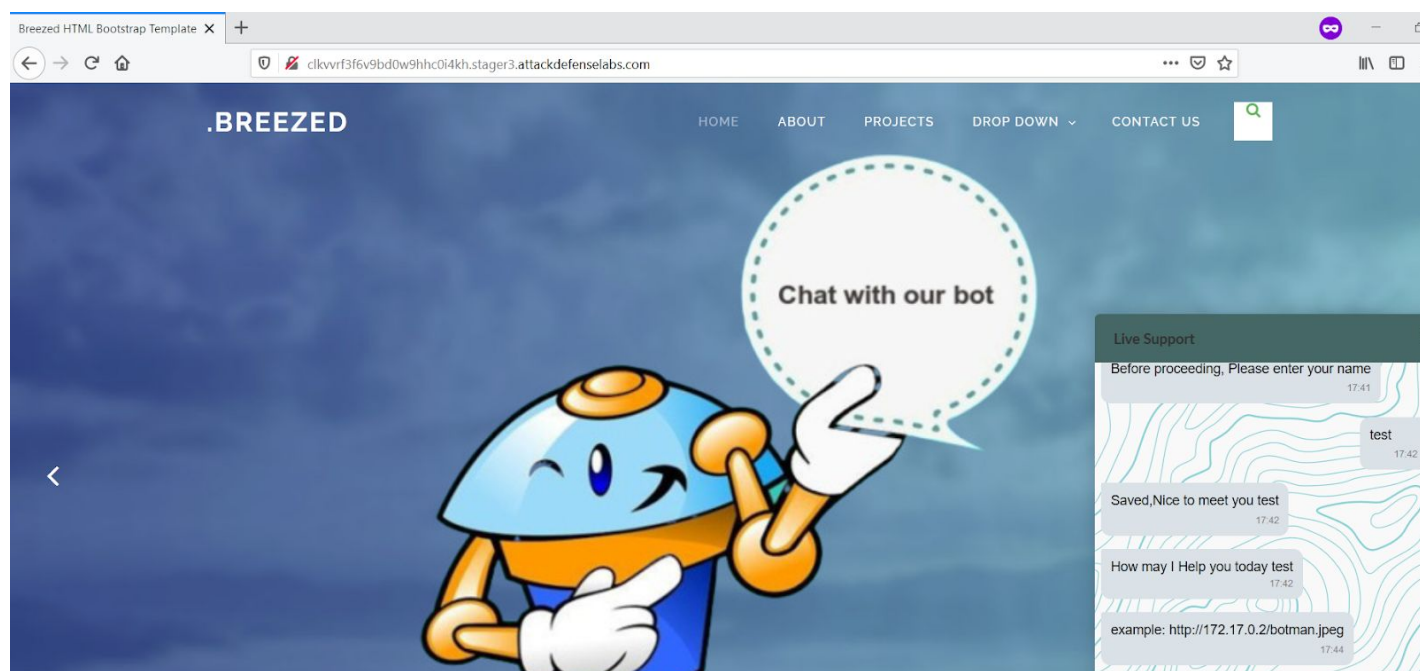 Breezed HTML Bootstrap Template
clkvvrf3f6v9bd0w9hhc0i4kh.stager3.attackdefenselabs.com
.BREEZED
HOME ABOUT PROJECTS DROP DOWN CONTACT US
Chat with our bot
Live Support
Before proceeding, Please enter your name
17:41
test
17:42
Saved,Nice to meet you test
17:42
How may I Help you today test
17:42
example: http://172.17.0.2/botman.jpeg
17:44